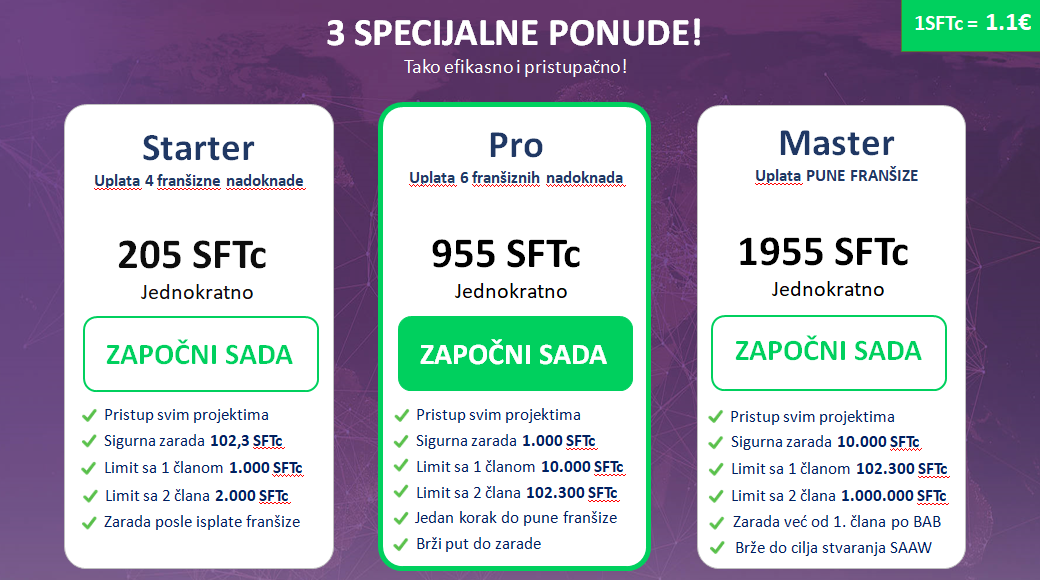 3 SPECIJALNE PONUDE!
1SFTc = 1.1€
Tako efikasno i pristupačno!
Starter
Uplata 4 franšizne nadoknade
205 SFTc
Jednokratno
ZAPOČNI SADA
Pristup svim projektima
Sigurna zarada 102,3 SFTc
Limit sa 1 članom 1.000 SFTc
Limit sa 2 člana 2.000 SFTc
Zarada posle isplate franšize
Pro
Uplata 6 franšiznih nadoknada
955 SFTc
Jednokratno
ZAPOČNI SADA
Pristup svim projektima
Sigurna zarada 1.000 SFTc
Limit sa 1 članom 10.000 SFTc
Limit sa 2 člana 102.300 SFTc
Jedan korak do pune franšize
Brži put do zarade
Master
Uplata PUNE FRANŠIZE
1955 SFTc
Jednokratno
ZAPOČNI SADA
Pristup svim projektima
Sigurna zarada 10.000 SFTc
Limit sa 1 članom 102.300 SFTc
Limit sa 2 člana 1.000.000 SFTc
Zarada već od 1. člana po BAB
Brže do cilja stvaranja SAAW